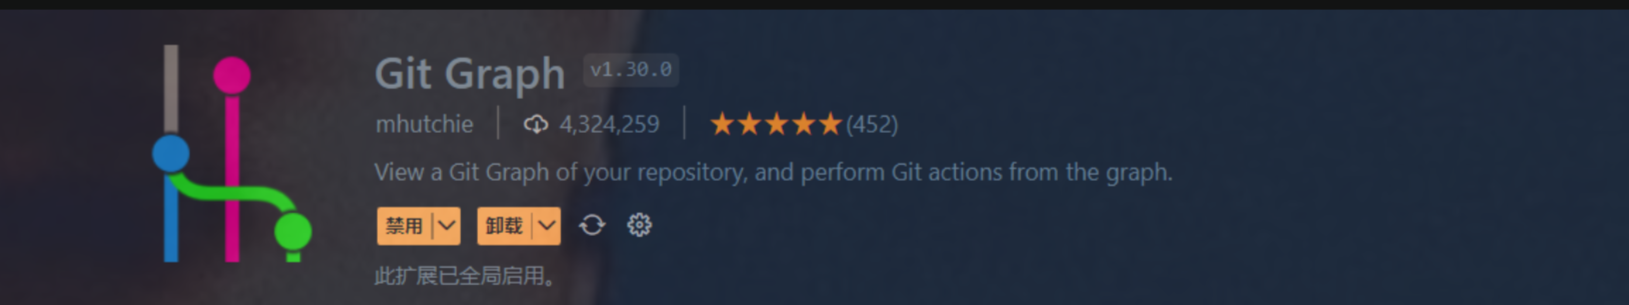 Git Graph v1.30.0
mhutchie 4,324,259 (452)
View a Git Graph of your repository, and perform Git actions from the graph.
禁用 卸载
此扩展已全局启用。